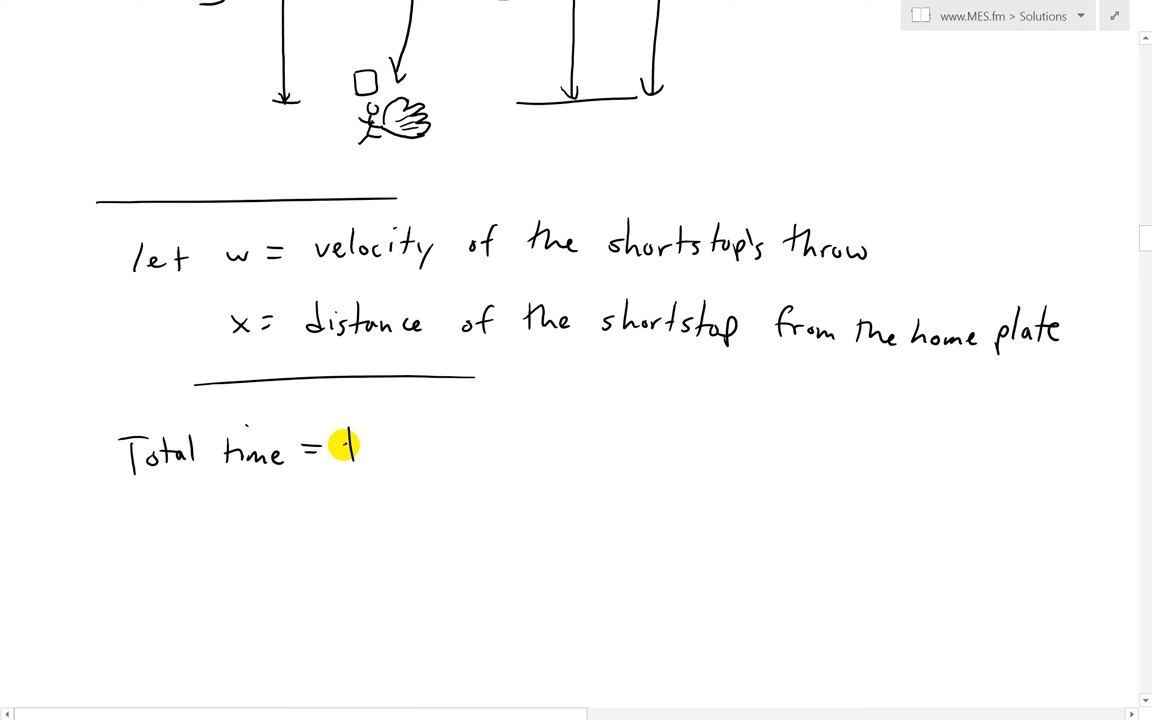 www.MES.fm > Solutions
let w = velocity of the shortstop's throw
x = distance of the shortstop from the home plate
Total time =